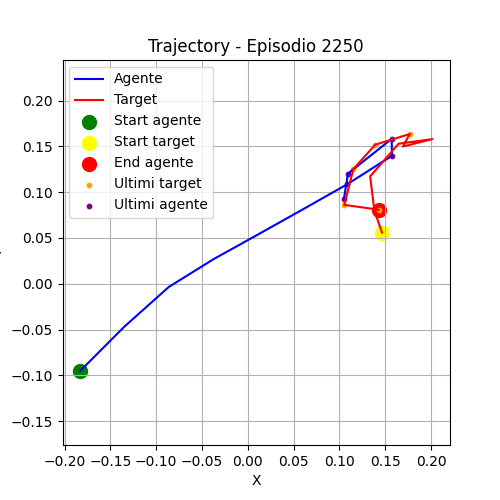 Trajectory - Episodio 2250
Agente
Target
Start agente
Start target
End agente
Ultimi target
Ultimi agente
0.20
0.15
0.10
0.05
0.00
−0.05
−0.10
−0.15
−0.20 −0.15 −0.10 −0.05 0.00 0.05 0.10 0.15 0.20
X